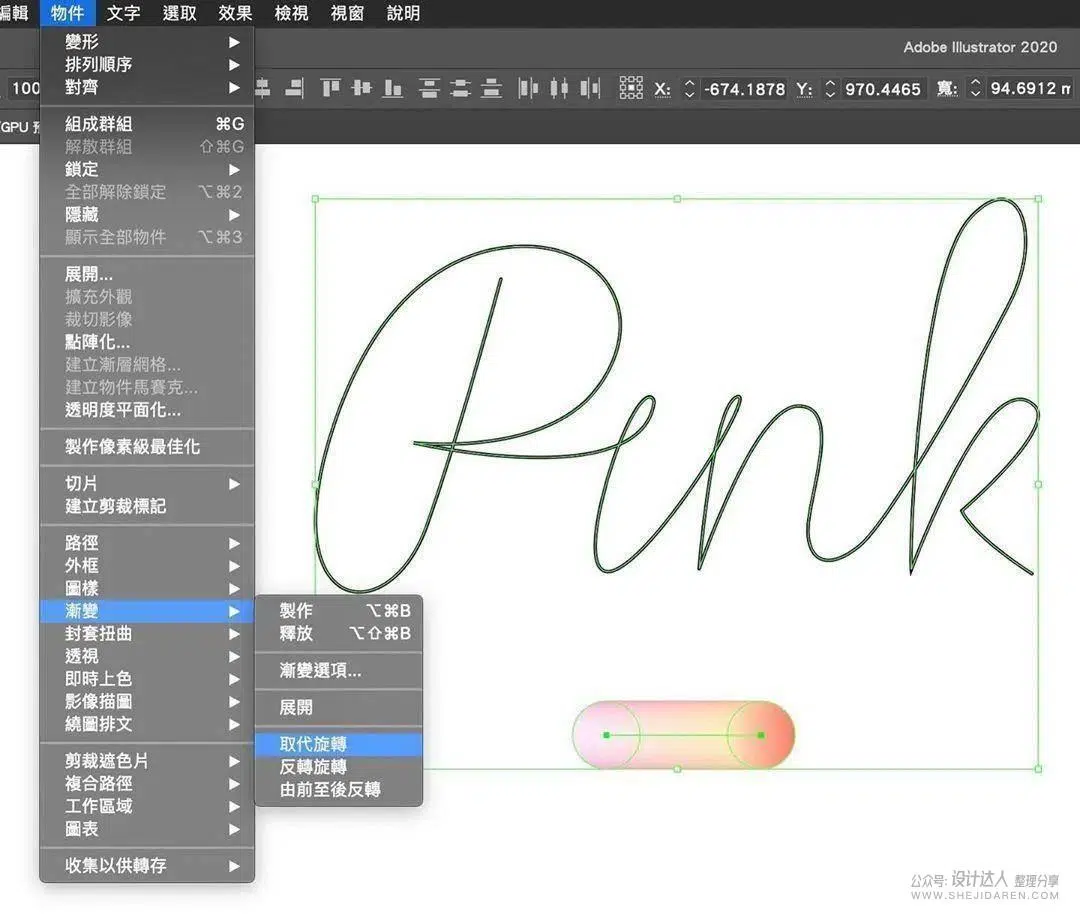 編輯 物件 文字 選取 效果 檢視 視窗 說明
Adobe Illustrator 2020
100 X: -674.1878 Y: 970.4465 寬: 94.6912 m
GPU 預
變形
排列順序
對齊
組成群組 ⌘G
解散群組 ⇧⌘G
鎖定
全部解除鎖定 ⌥⌘2
隱藏
顯示全部物件 ⌥⌘3
展開...
擴充外觀
裁切影像
點陣化...
建立漸層網格...
建立物件馬賽克...
透明度平面化...
製作像素級最佳化
切片
建立剪裁標記
路徑
外框
圖樣
漸變
封套扭曲
透視
即時上色
影像描圖
繞圖排文
剪裁遮色片
複合路徑
工作區域
圖表
收集以供轉存
製作 ⌥⌘B
釋放 ⌥⇧⌘B
漸變選項...
展開
取代旋轉
反轉旋轉
由前至後反轉
Pink
公众号: 设计达人 整理分享
WWW.SHEJIDAREN.COM